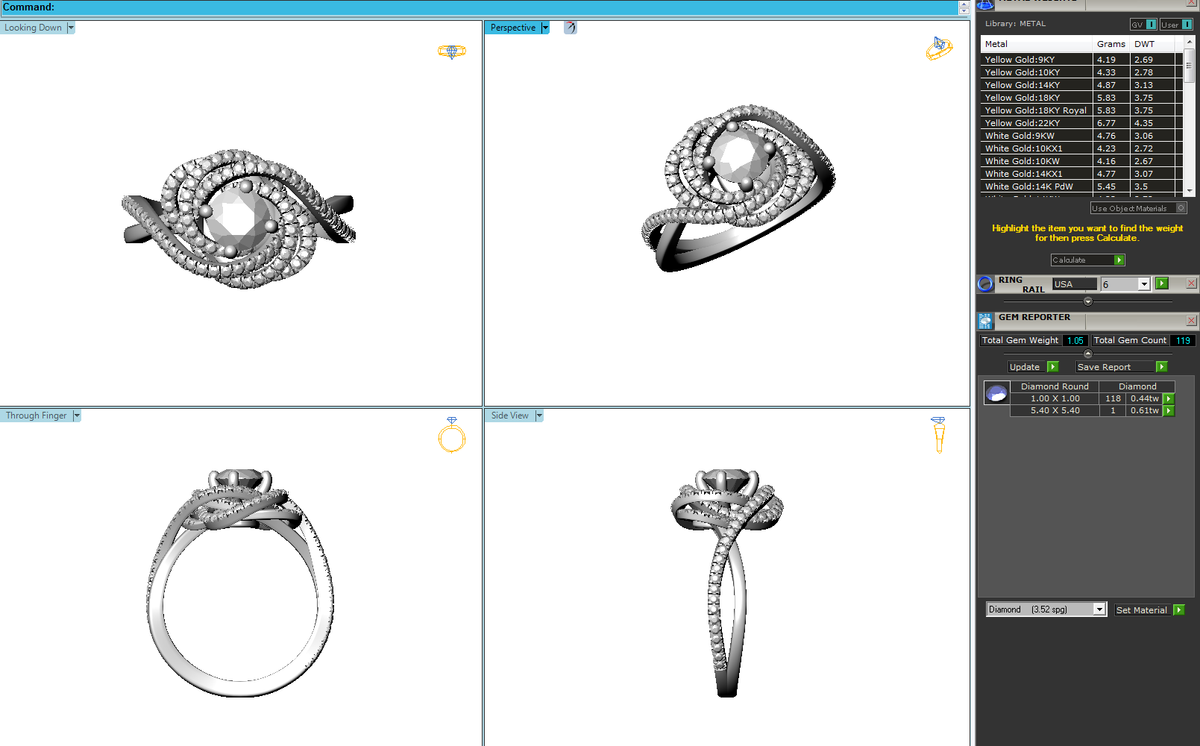 Command:
Looking Down
Perspective
Through Finger
Side View
METAL WEIGHTS
Library: METAL
GV
User
Metal Grams DWT
Yellow Gold:9KY 4.19 2.69
Yellow Gold:10KY 4.33 2.78
Yellow Gold:14KY 4.87 3.13
Yellow Gold:18KY 5.83 3.75
Yellow Gold:18KY Royal 5.83 3.75
Yellow Gold:22KY 6.77 4.35
White Gold:9KW 4.76 3.06
White Gold:10KX1 4.23 2.72
White Gold:10KW 4.16 2.67
White Gold:14KX1 4.77 3.07
White Gold:14K PdW 5.45 3.5
Use Object Materials
Highlight the item you want to find the weight
for then press Calculate.
Calculate
RING
RAIL USA 6
GEM REPORTER
Total Gem Weight 1.05 Total Gem Count 119
Update Save Report
Diamond Round Diamond
1.00 X 1.00 118 0.44tw
5.40 X 5.40 1 0.61tw
Diamond (3.52 spg) Set Material